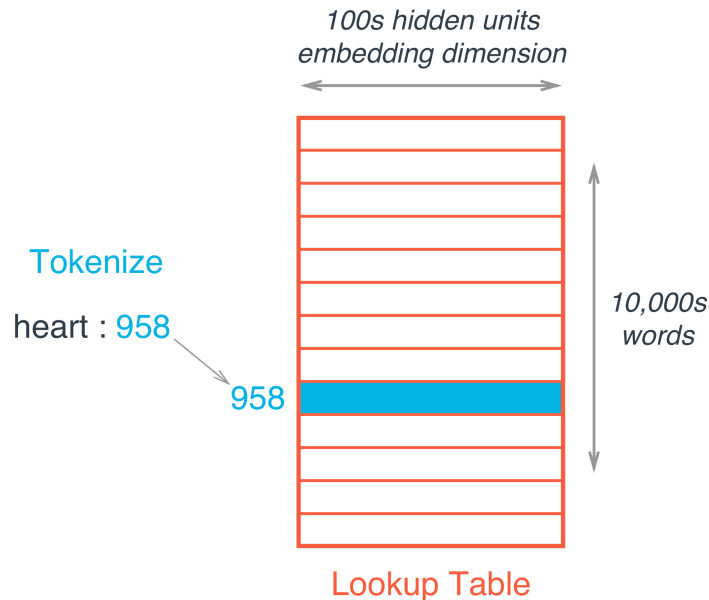 100s hidden units
embedding dimension
Tokenize
heart : 958
958
10,000s
words
Lookup Table